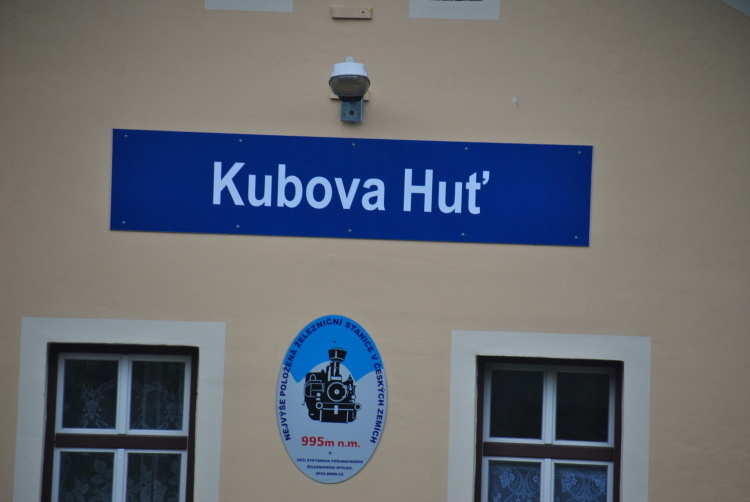 Kubova Huť
NEJVÝŠE POLOŽENÁ ŽELEZNIČNÍ STANICE V ČESKÝCH ZEMÍCH
995m n.m.